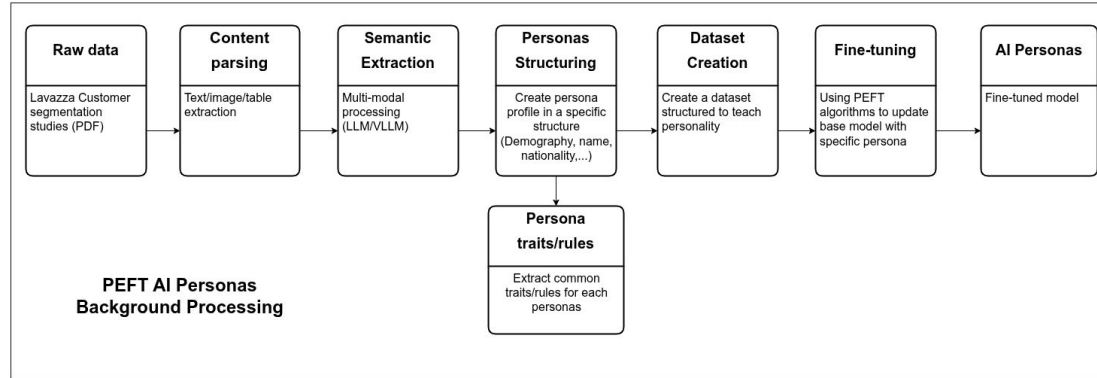 Raw data
Lavazza Customer
segmentation
studies (PDF)
Content
parsing
Text/image/table
extraction
Semantic
Extraction
Multi-modal
processing
(LLM/VLLM)
Personas
Structuring
Create persona
profile in a specific
structure
(Demography, name,
nationality,...)
Dataset
Creation
Create a dataset
structured to teach
personality
Fine-tuning
Using PEFT
algorithms to update
base model with
specific persona
AI Personas
Fine-tuned model
Persona
traits/rules
Extract common
traits/rules for each
personas
PEFT AI Personas
Background Processing